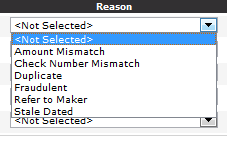 Reason
<Not Selected>
<Not Selected>
Amount Mismatch
Check Number Mismatch
Duplicate
Fraudulent
Refer to Maker
Stale Dated
<Not Selected>